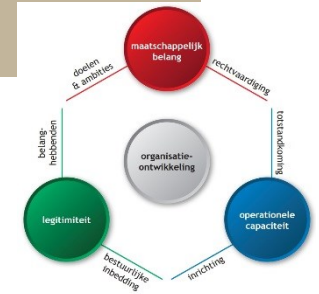 maatschappelijk
belang
doelen
& ambities
rechtvaardiging
belang-
hebbenden
totstandkoming
organisatie-
ontwikkeling
legitimiteit
operationele
capaciteit
bestuurlijke
inbedding
inrichting